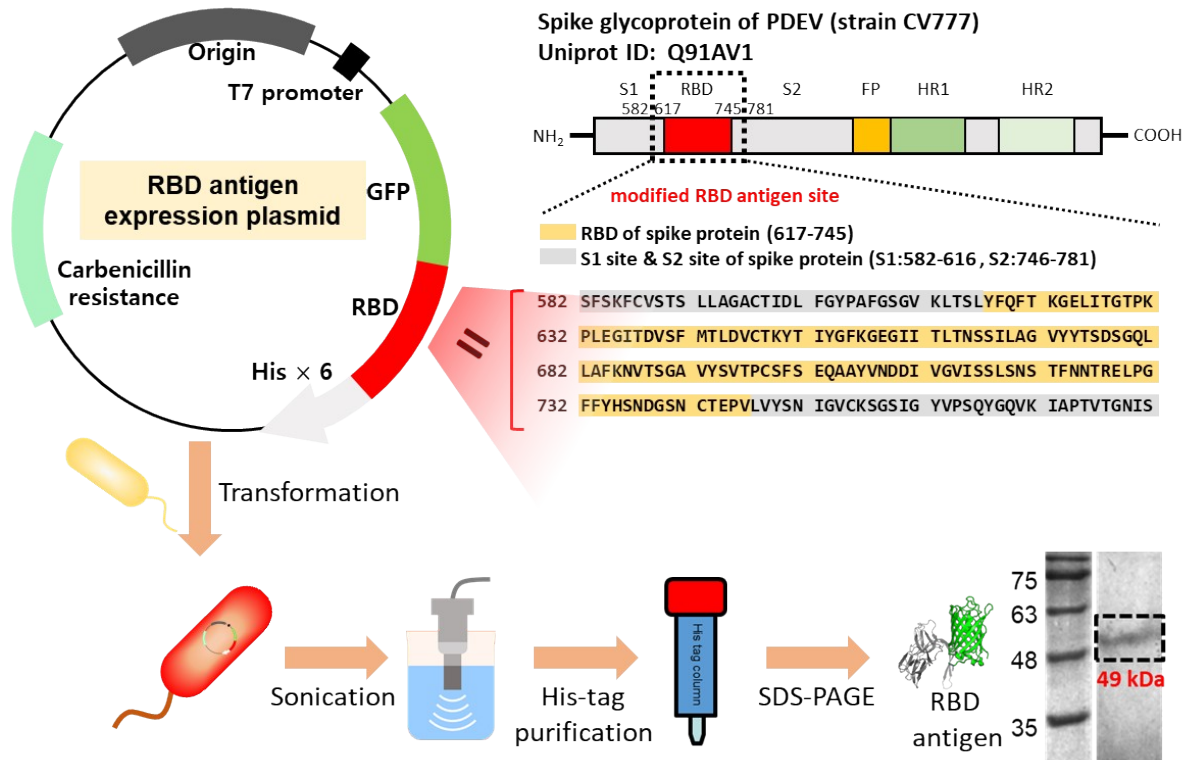 Origin
T7 promoter
GFP
RBD antigen
expression plasmid
Carbenicillin
resistance
RBD
His × 6
Spike glycoprotein of PDEV (strain CV777)
Uniprot ID: Q91AV1
S1 RBD S2 FP HR1 HR2
582 617 745 781
NH2 COOH
modified RBD antigen site
RBD of spike protein (617-745)
S1 site & S2 site of spike protein (S1:582-616 , S2:746-781)
582 SFSKFCVSTS LLAGACTIDL FGYPAFGSGV KLTSLYFQFT KGELITGTPK
632 PLEGITDVSF MTLDVCTKYT IYGFKGEGII TLTNSSILAG VYYTSDSGQL
682 LAFKNVTSGA VYSVTPCSFS EQAAYVNDDI VGVISSLSNS TFNNTRELPG
732 FFYHSNDGSN CTEPVLVYSN IGVCKSGSIG YVPSQYGQVK IAPTVTGNIS
=
Transformation
Sonication
His-tag
purification
His tag column
SDS-PAGE
RBD
antigen
75
63
48
35
49 kDa